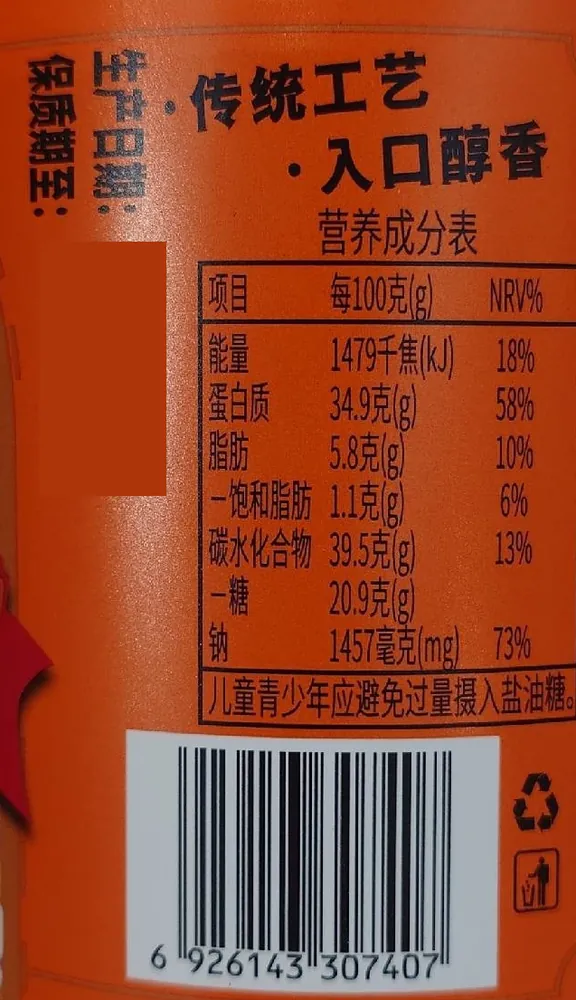 生产日期:
保质期至:
·传统工艺
·入口醇香
营养成分表
项目 每100克(g) NRV%
能量 1479千焦(kJ) 18%
蛋白质 34.9克(g) 58%
脂肪 5.8克(g) 10%
—饱和脂肪 1.1克(g) 6%
碳水化合物 39.5克(g) 13%
—糖 20.9克(g)
钠 1457毫克(mg) 73%
儿童青少年应避免过量摄入盐油糖。
6 926143 307407